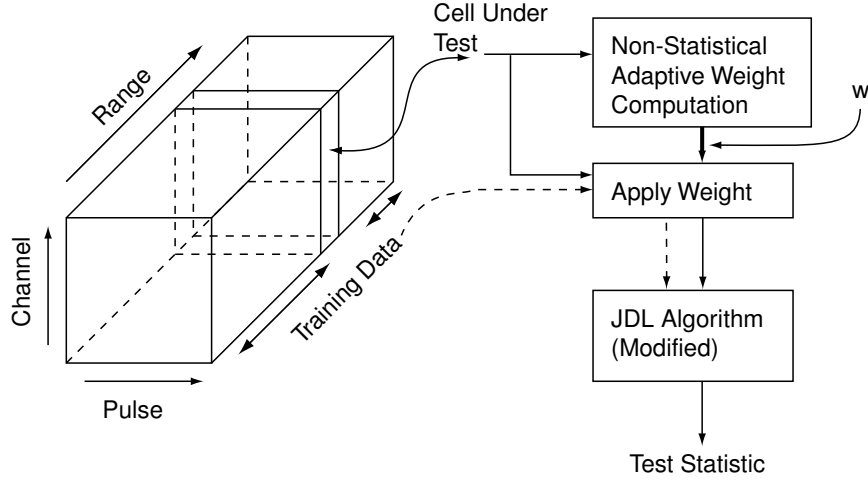 Cell Under
Test
Non-Statistical
Adaptive Weight
Computation
w
Range
Apply Weight
Channel
Training Data
JDL Algorithm
(Modified)
Pulse
Test Statistic